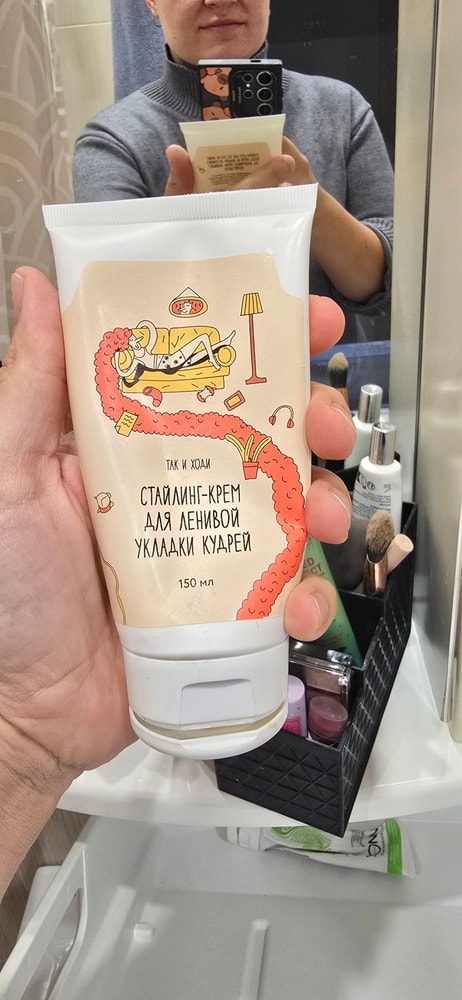 ТАК И ХОДИ
СТАЙЛИНГ-КРЕМ
ДЛЯ ЛЕНИВОЙ
УКЛАДКИ КУДРЕЙ
150 мл